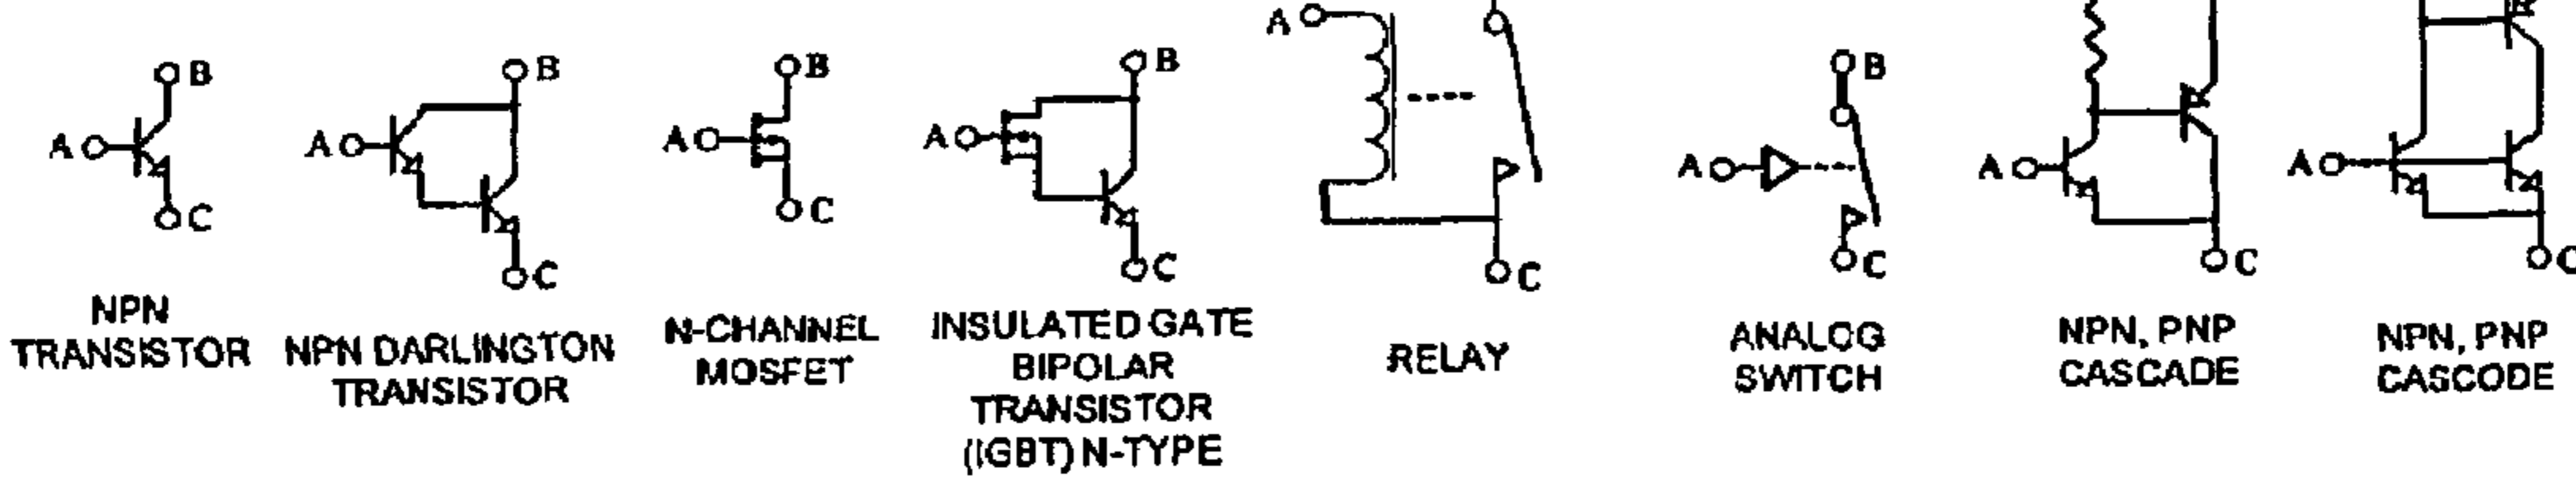 A B C
NPN
TRANSISTOR
A B C
NPN DARLINGTON
TRANSISTOR
A B C
N-CHANNEL
MOSFET
A B C
INSULATED GATE
BIPOLAR
TRANSISTOR
(IGBT) N-TYPE
A C
RELAY
A B C
ANALOG
SWITCH
A C
NPN, PNP
CASCADE
A C
NPN, PNP
CASCODE